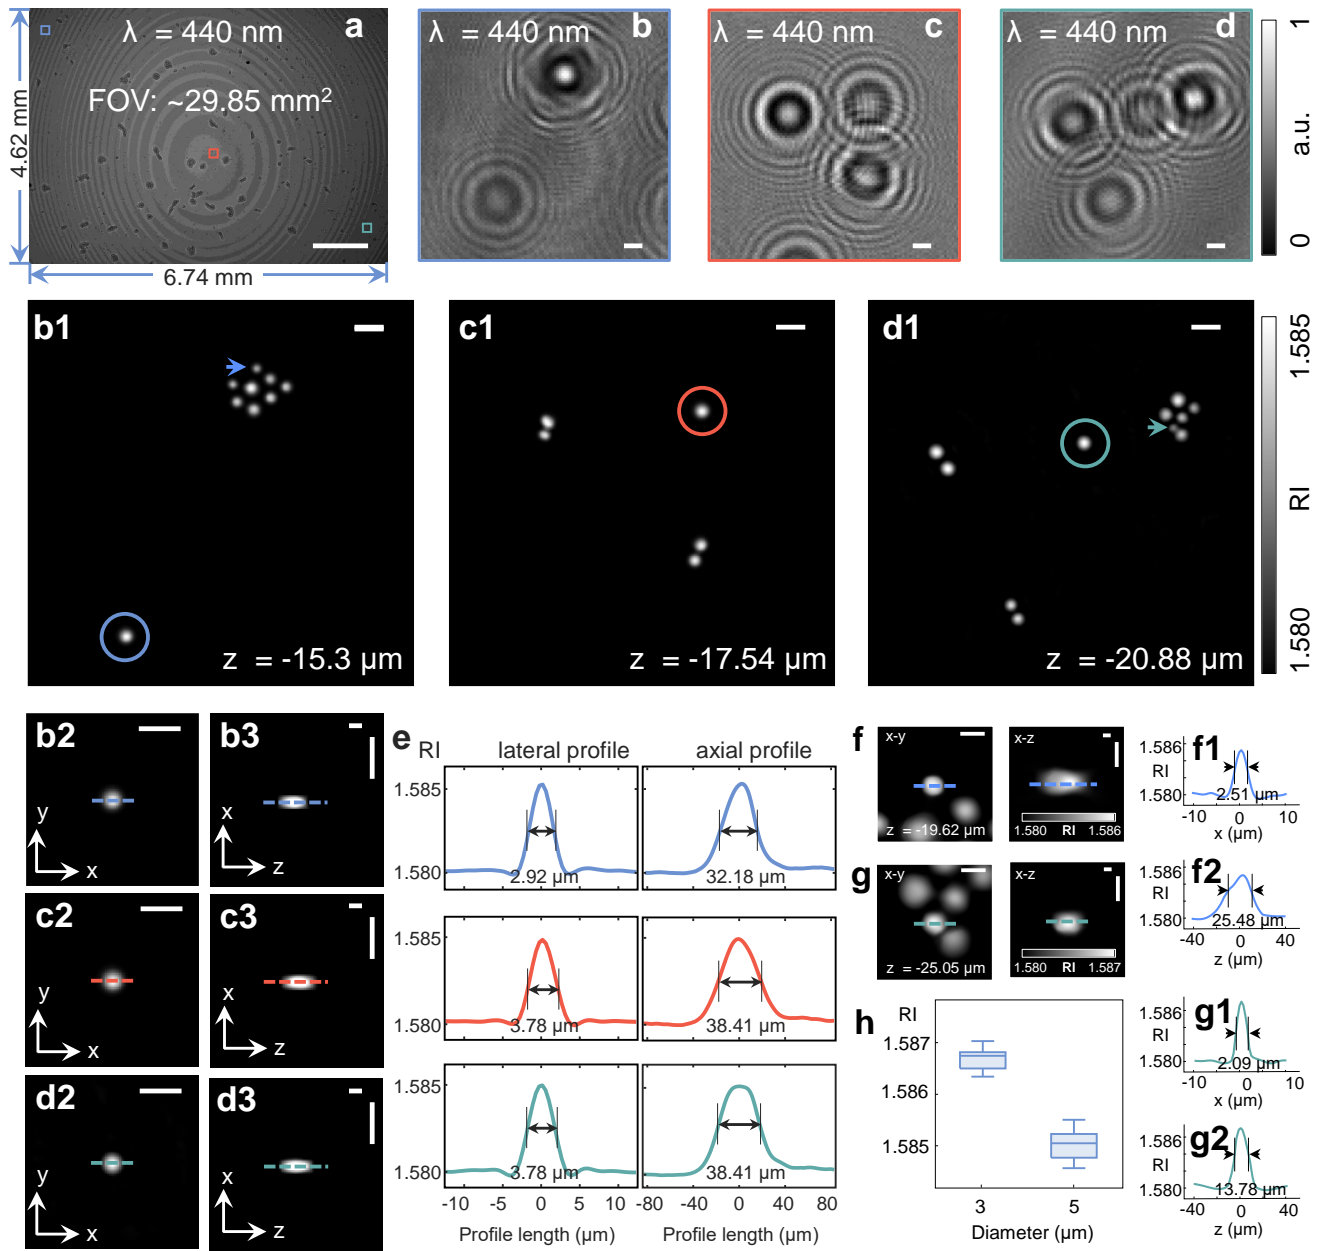 λ = 440 nm a
FOV: ~29.85 mm²
4.62 mm
6.74 mm
λ = 440 nm b
λ = 440 nm c
λ = 440 nm d
1
a.u.
0
b1
z = -15.3 µm
c1
z = -17.54 µm
d1
z = -20.88 µm
1.585
RI
1.580
b2
y
x
b3
x
z
c2
y
x
c3
x
z
d2
y
x
d3
x
z
e
RI lateral profile axial profile
1.585
1.580
2.92 µm 32.18 µm
1.585
1.580
3.78 µm 38.41 µm
1.585
1.580
3.78 µm 38.41 µm
-10 -5 0 5 10 -80 -40 0 40 80
Profile length (µm) Profile length (µm)
f
x-y
z = -19.62 µm
x-z
1.580 RI 1.586
f1
1.586
RI
1.580
2.51 µm
-10 0 10
x (µm)
g
x-y
z = -25.05 µm
x-z
1.580 RI 1.587
f2
1.586
RI
1.580
25.48 µm
-40 0 40
z (µm)
h
RI
1.587
1.586
1.585
3 5
Diameter (µm)
g1
1.586
RI
1.580
2.09 µm
-10 0 10
x (µm)
g2
1.586
RI
1.580
13.78 µm
-40 0 40
z (µm)